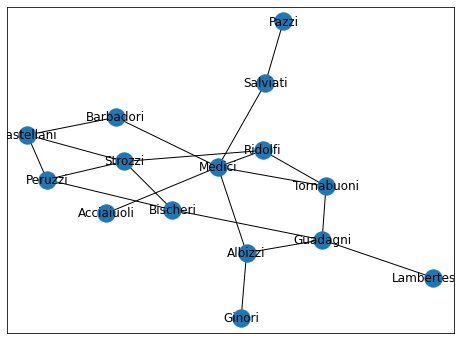 Pazzi
Salviati
Barbadori
astellani
Strozzi
Ridolfi
Medici
Peruzzi
Tornabuoni
Acciaiuoli
Bischeri
Guadagni
Albizzi
Lambertes
Ginori